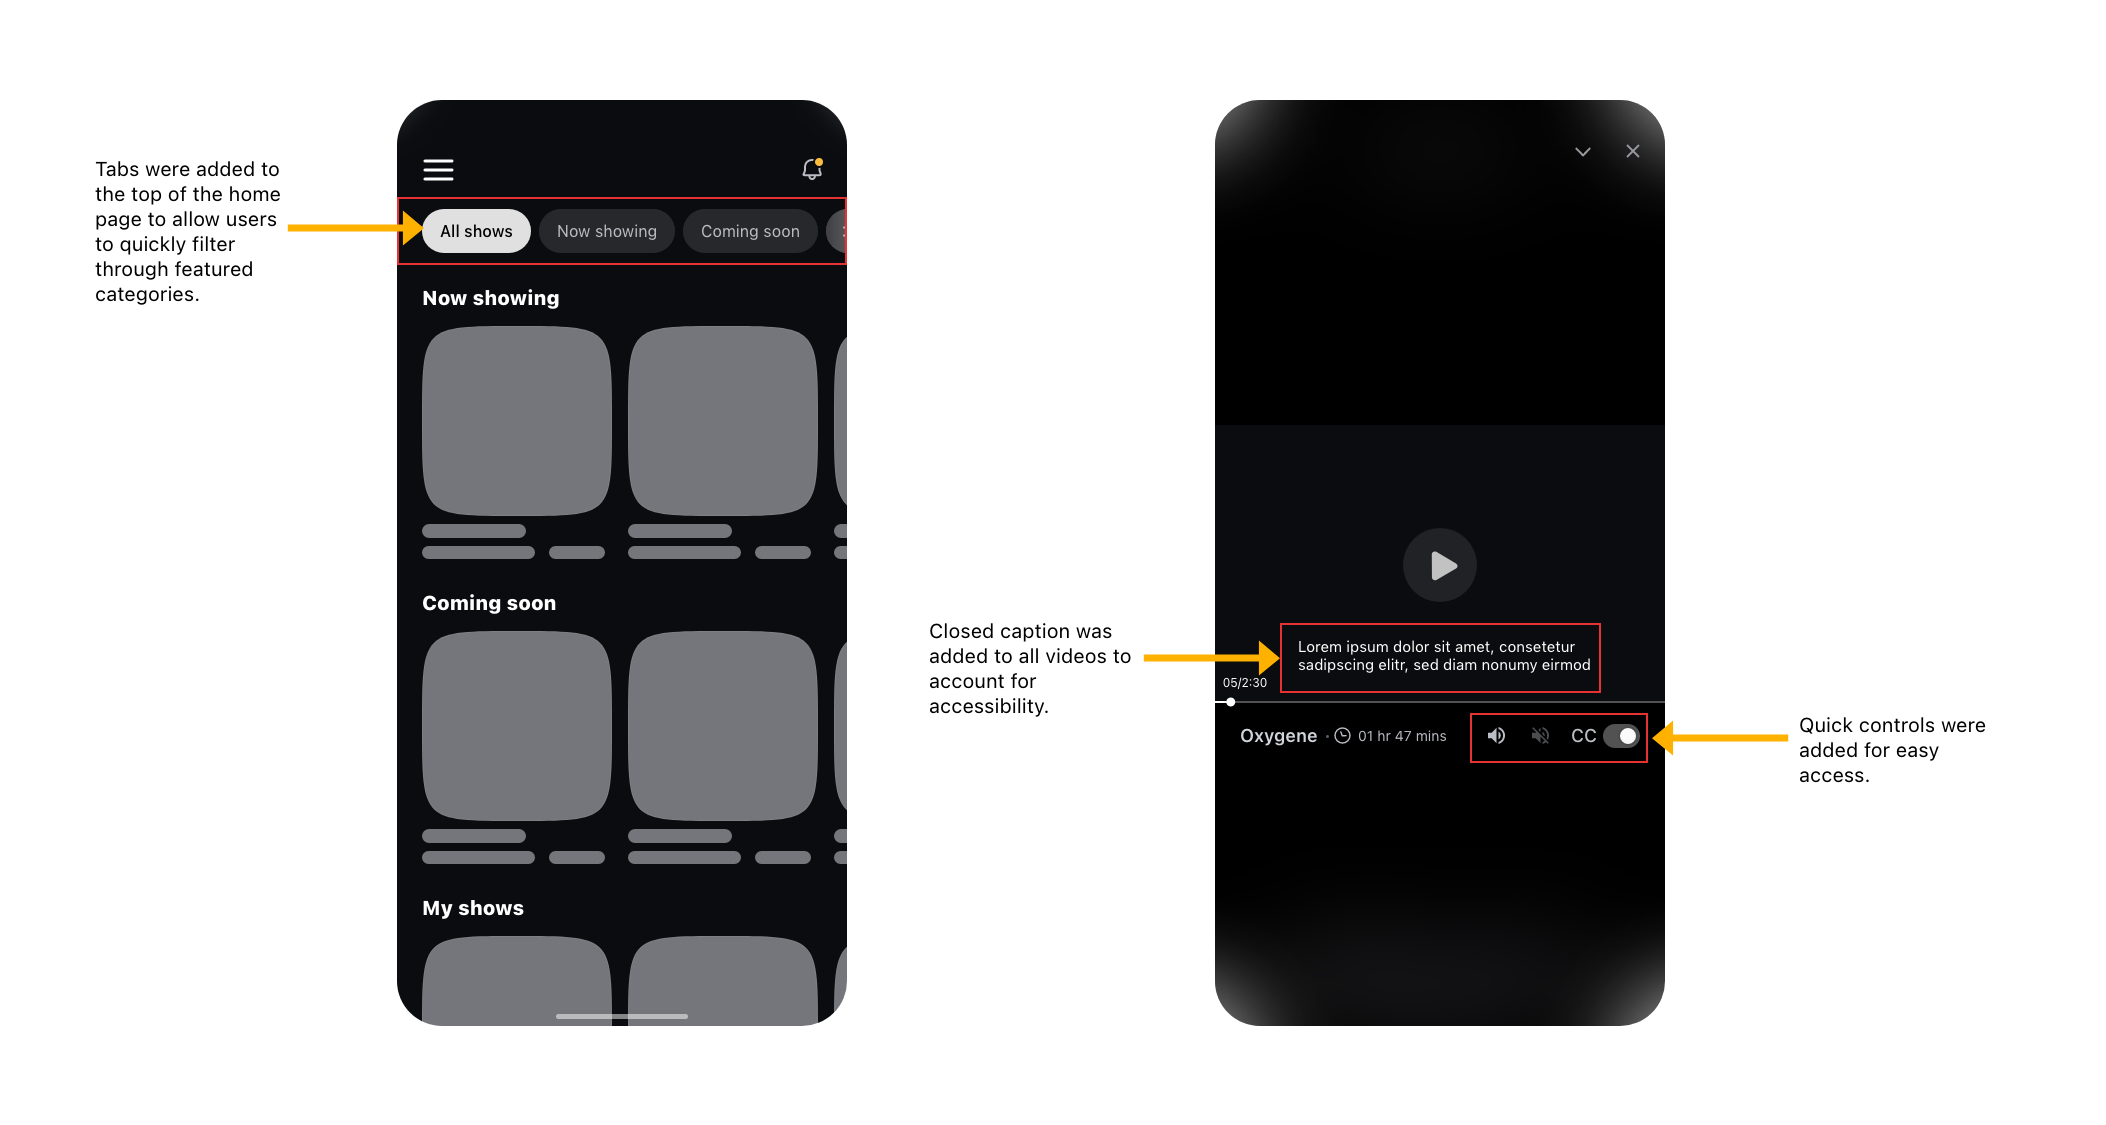 Tabs were added to
the top of the home
page to allow users
to quickly filter
through featured
categories.
All shows
Now showing
Coming soon
Now showing
Coming soon
My shows
Closed caption was
added to all videos to
account for
accessibility.
Lorem ipsum dolor sit amet, consetetur
sadipscing elitr, sed diam nonumy eirmod
05/2:30
Oxygene · 01 hr 47 mins
CC
Quick controls were
added for easy
access.